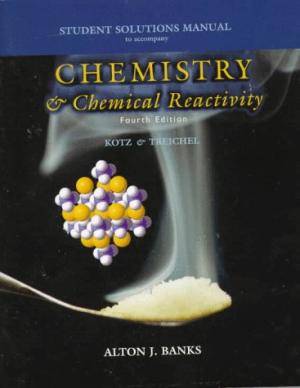 STUDENT SOLUTIONS MANUAL
to accompany
CHEMISTRY
& Chemical Reactivity
Fourth Edition
KOTZ & TREICHEL
ALTON J. BANKS